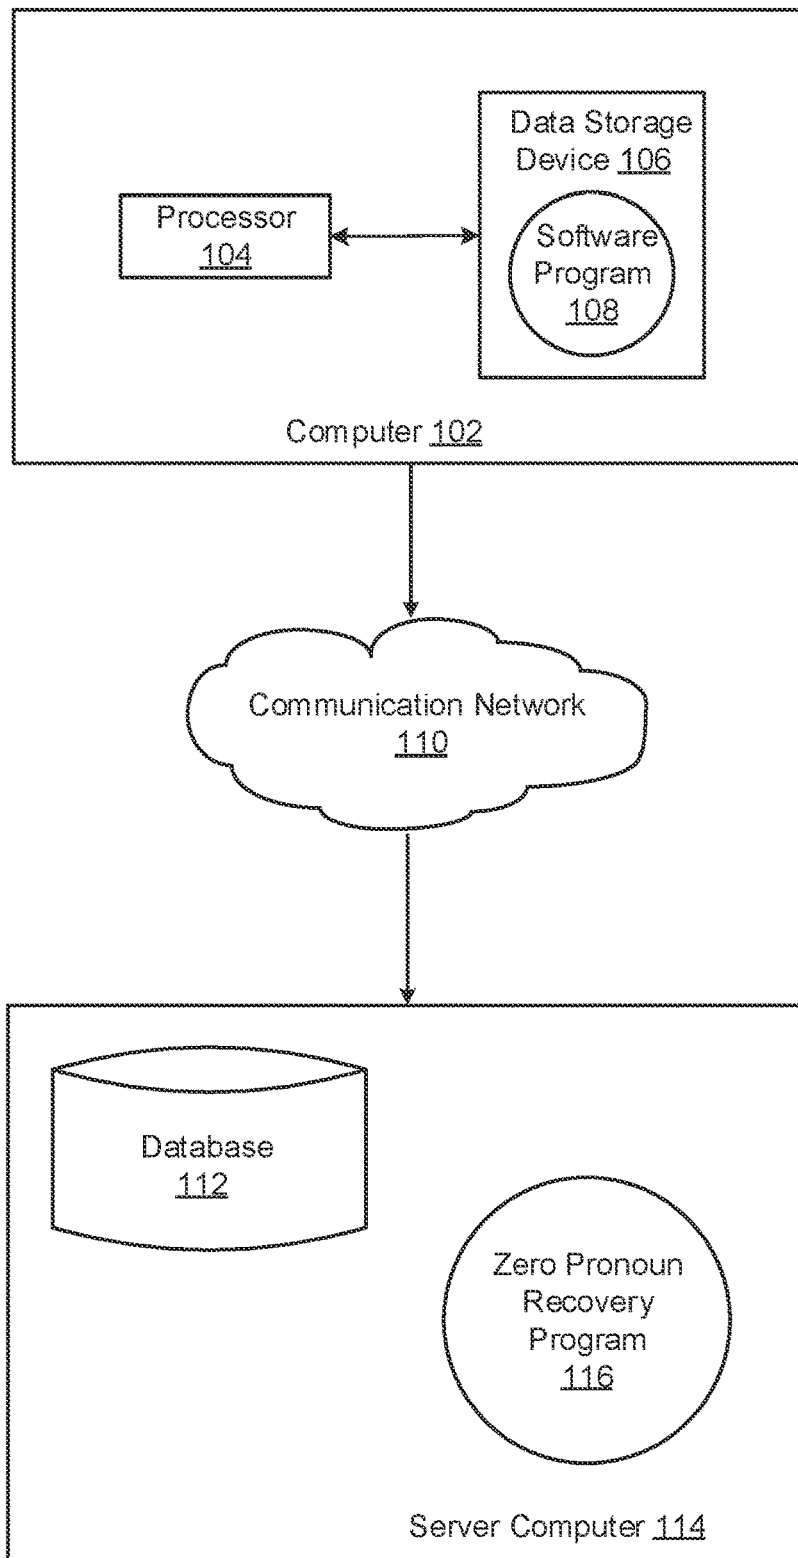 Data Storage
Device 106
Processor
104
Software
Program
108
Computer 102
Communication Network
110
Database
112
Zero Pronoun
Recovery
Program
116
Server Computer 114